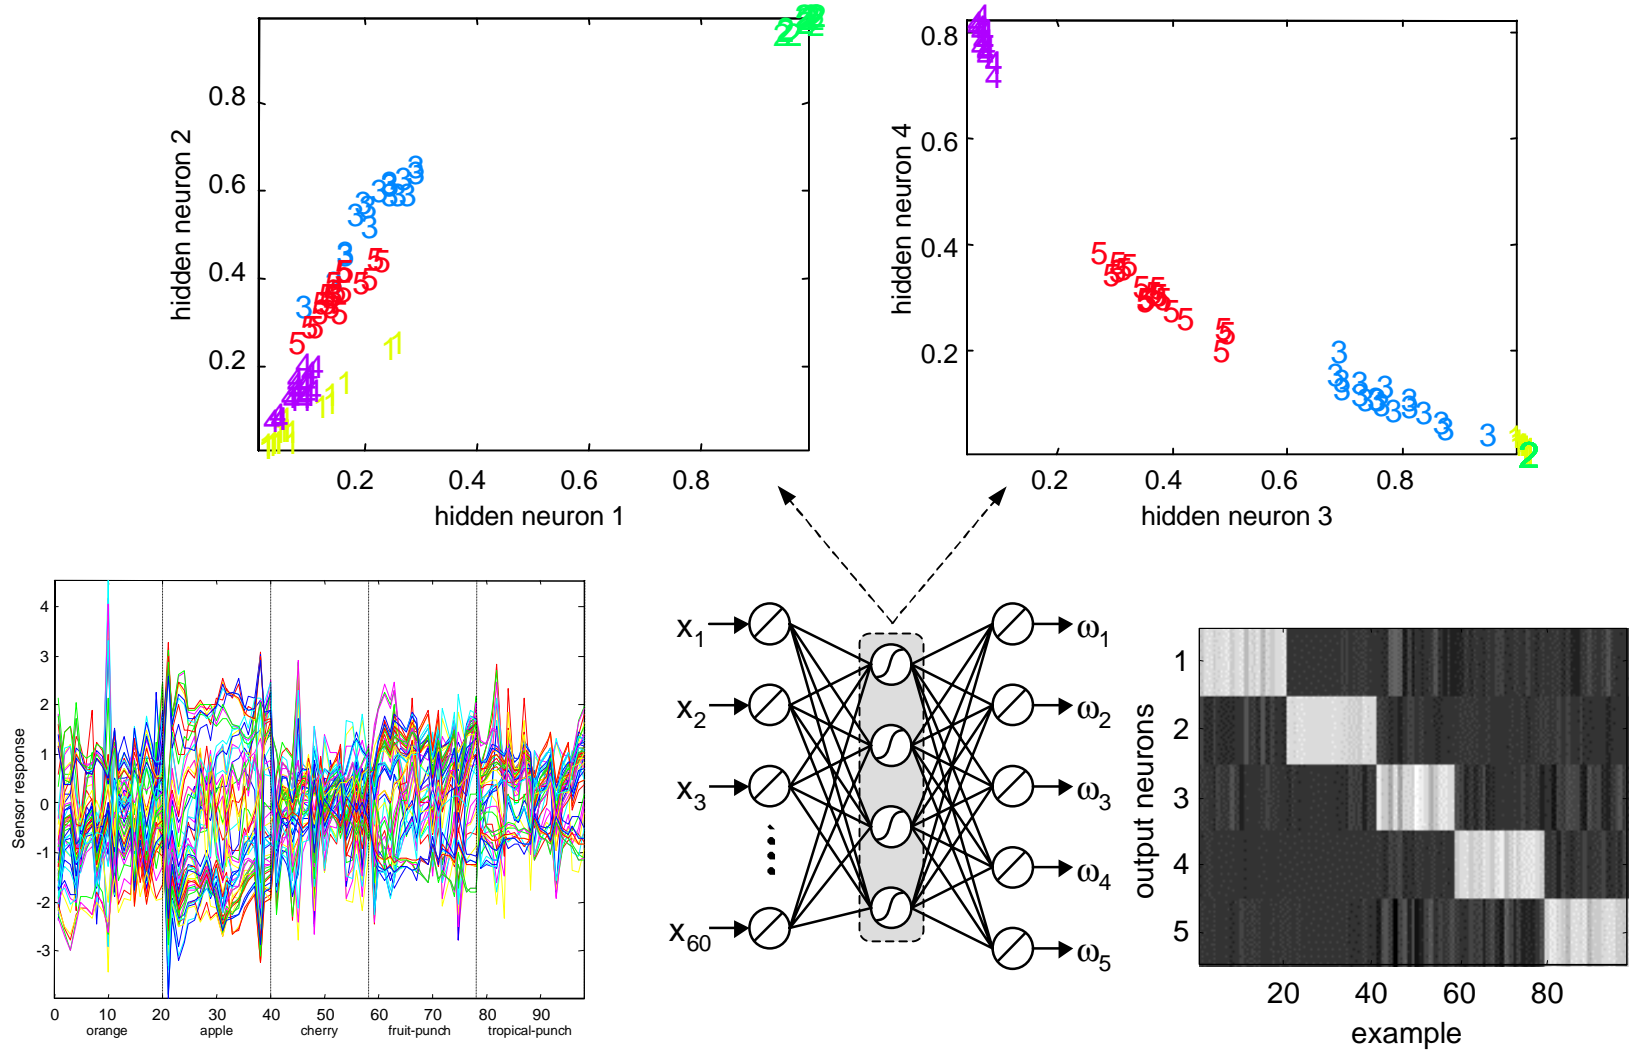 0.8
0.6
0.4
0.2
hidden neuron 2
0.2 0.4 0.6 0.8
hidden neuron 1
0.8
0.6
0.4
0.2
hidden neuron 4
0.2 0.4 0.6 0.8
hidden neuron 3
4
3
2
1
0
-1
-2
-3
Sensor response
0 10 20 30 40 50 60 70 80 90
orange apple cherry fruit-punch tropical-punch
x1
x2
x3
x60
ω1
ω2
ω3
ω4
ω5
1
2
3
4
5
output neurons
20 40 60 80
example